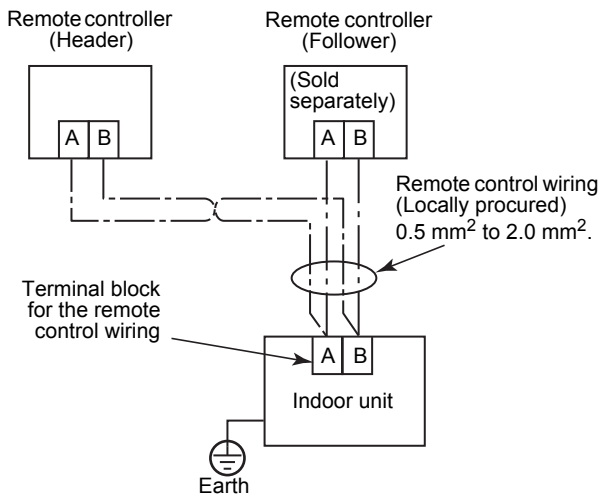 Remote controller
(Header)
Remote controller
(Follower)
(Sold
separately)
A B
A B
Remote control wiring
(Locally procured)
0.5 mm² to 2.0 mm².
Terminal block
for the remote
control wiring
A B
Indoor unit
Earth